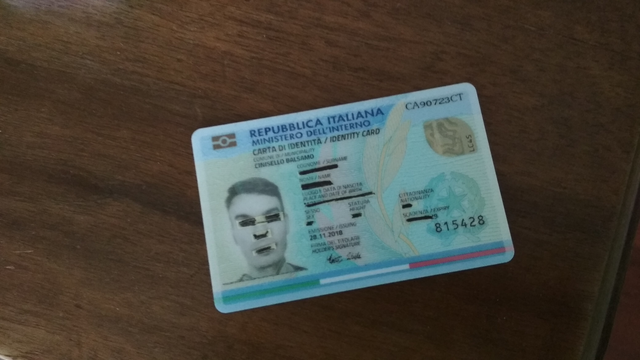 REPUBBLICA ITALIANA
MINISTERO DELL'INTERNO
CA90723CT
CARTA DI IDENTITÀ / IDENTITY CARD
COMUNE DI / MUNICIPALITY
CINISELLO BALSAMO
COGNOME / SURNAME
NOME / NAME
LUOGO E DATA DI NASCITA
PLACE AND DATE OF BIRTH
SESSO
SEX
STATURA
HEIGHT
CITTADINANZA
NATIONALITY
EMISSIONE / ISSUING
20.11.2018
SCADENZA / EXPIRY
815428
FIRMA DEL TITOLARE
HOLDER'S SIGNATURE